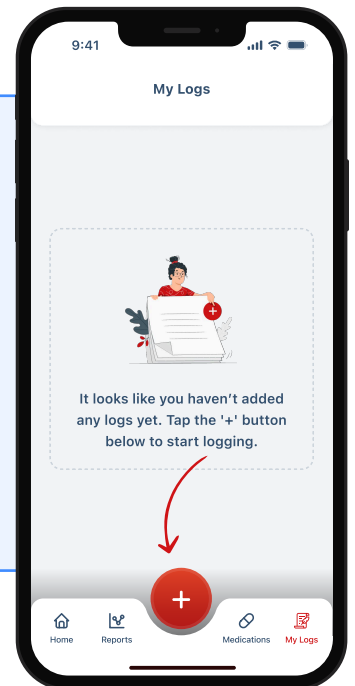 9:41
My Logs
It looks like you haven’t added
any logs yet. Tap the '+' button
below to start logging.
Home Reports Medications My Logs